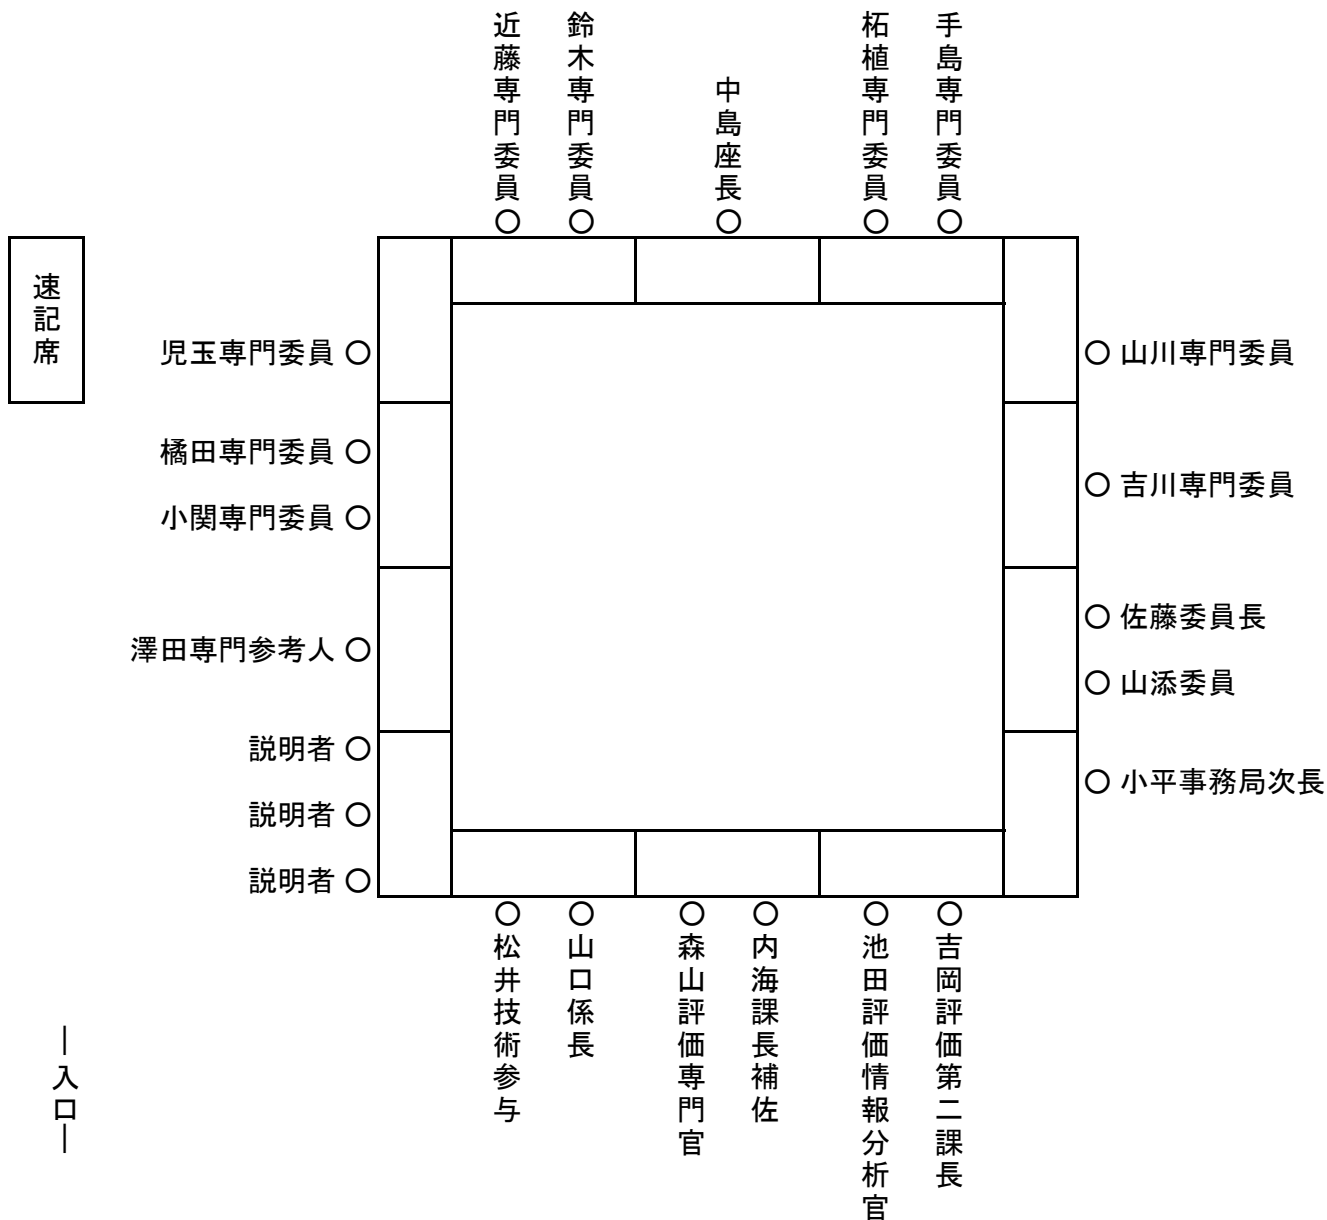 近藤専門委員○
鈴木専門委員○
中島座長○
柘植専門委員○
手島専門委員○
速記席
児玉専門委員○
橘田専門委員○
小関専門委員○
澤田専門参考人○
説明者○
説明者○
説明者○
○山川専門委員
○吉川専門委員
○佐藤委員長
○山添委員
○小平事務局次長
○松井技術参与
○山口係長
○森山評価専門官
○内海課長補佐
○池田評価情報分析官
○吉岡評価第二課長
―入口―